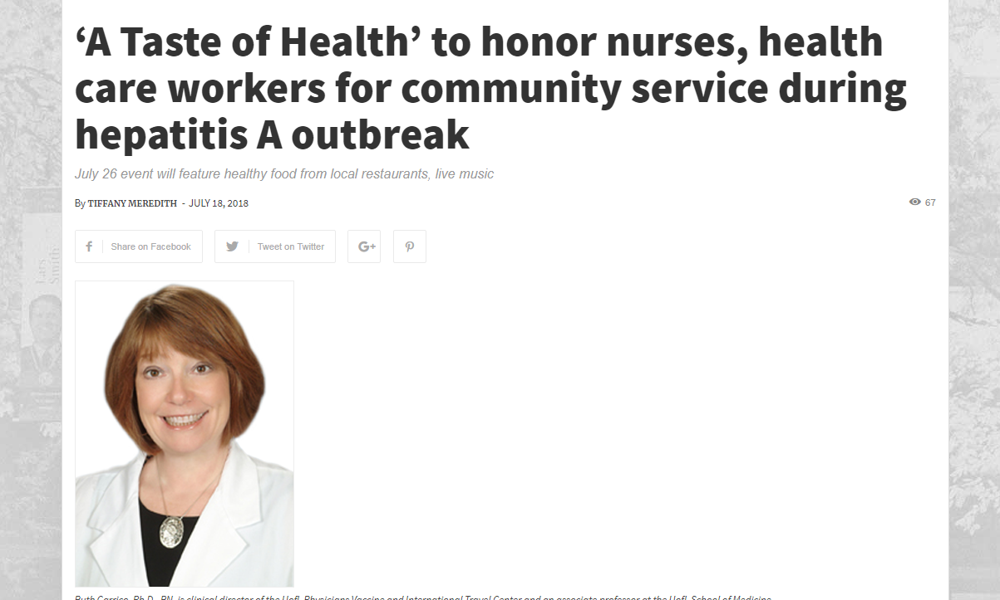 ‘A Taste of Health’ to honor nurses, health
care workers for community service during
hepatitis A outbreak
July 26 event will feature healthy food from local restaurants, live music
By TIFFANY MEREDITH - JULY 18, 2018
67
Share on Facebook
Tweet on Twitter
G+
Lars
Smith
Ruth Carrico, Ph.D., RN, is clinical director of the UofL Physicians Vaccine and International Travel Center and an associate professor at the UofL School of Medicine